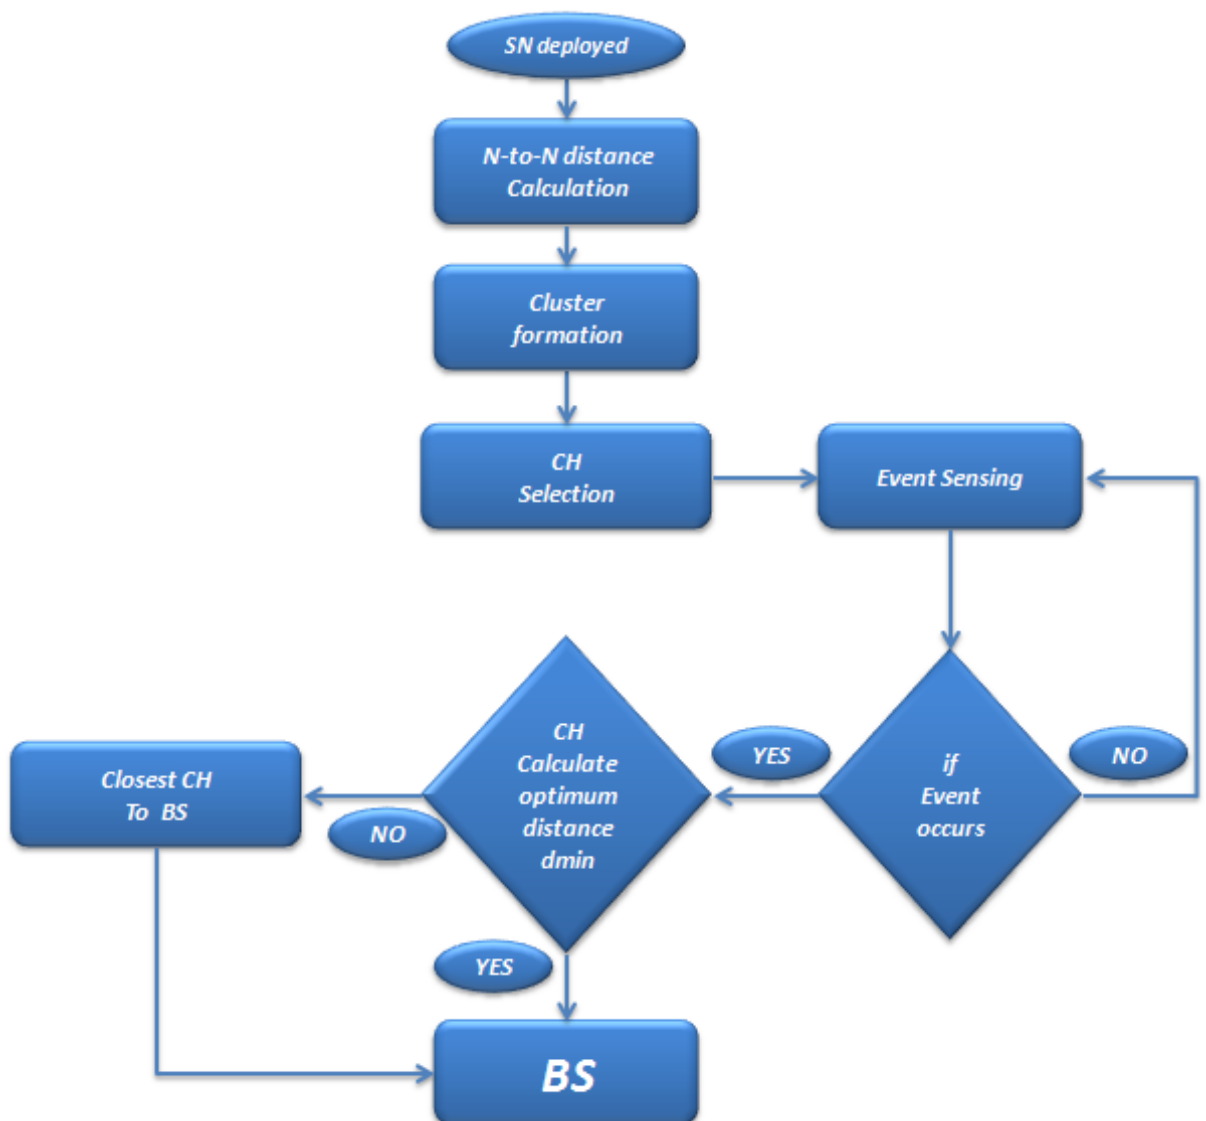 SN deployed
N-to-N distance
Calculation
Cluster
formation
CH
Selection
Event Sensing
if
Event
occurs
NO
YES
CH
Calculate
optimum
distance
dmin
NO
Closest CH
To BS
YES
BS